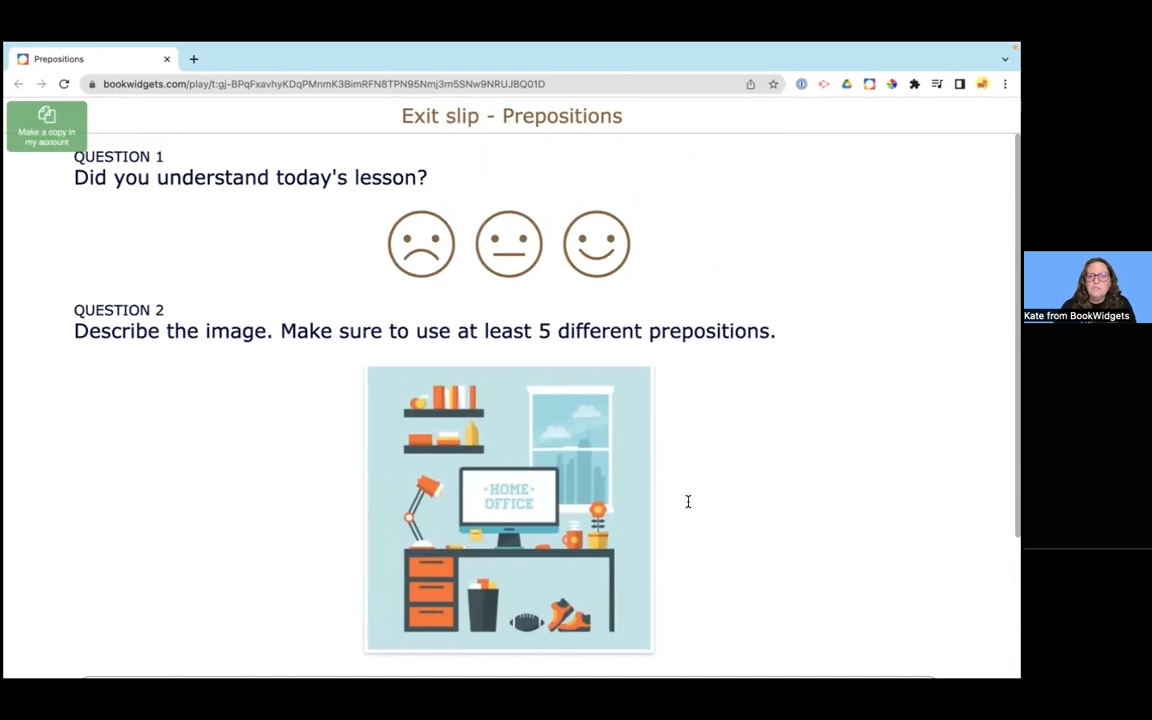 Prepositions
bookwidgets.com/play/t:gj-BPqFxavhyKDqPMnmK3BimRFN8TPN95Nmj3m5SNw9NRUJBQ01D
Make a copy in
my account
Exit slip - Prepositions
QUESTION 1
Did you understand today's lesson?
QUESTION 2
Describe the image. Make sure to use at least 5 different prepositions.
·HOME·
OFFICE
Kate from BookWidgets